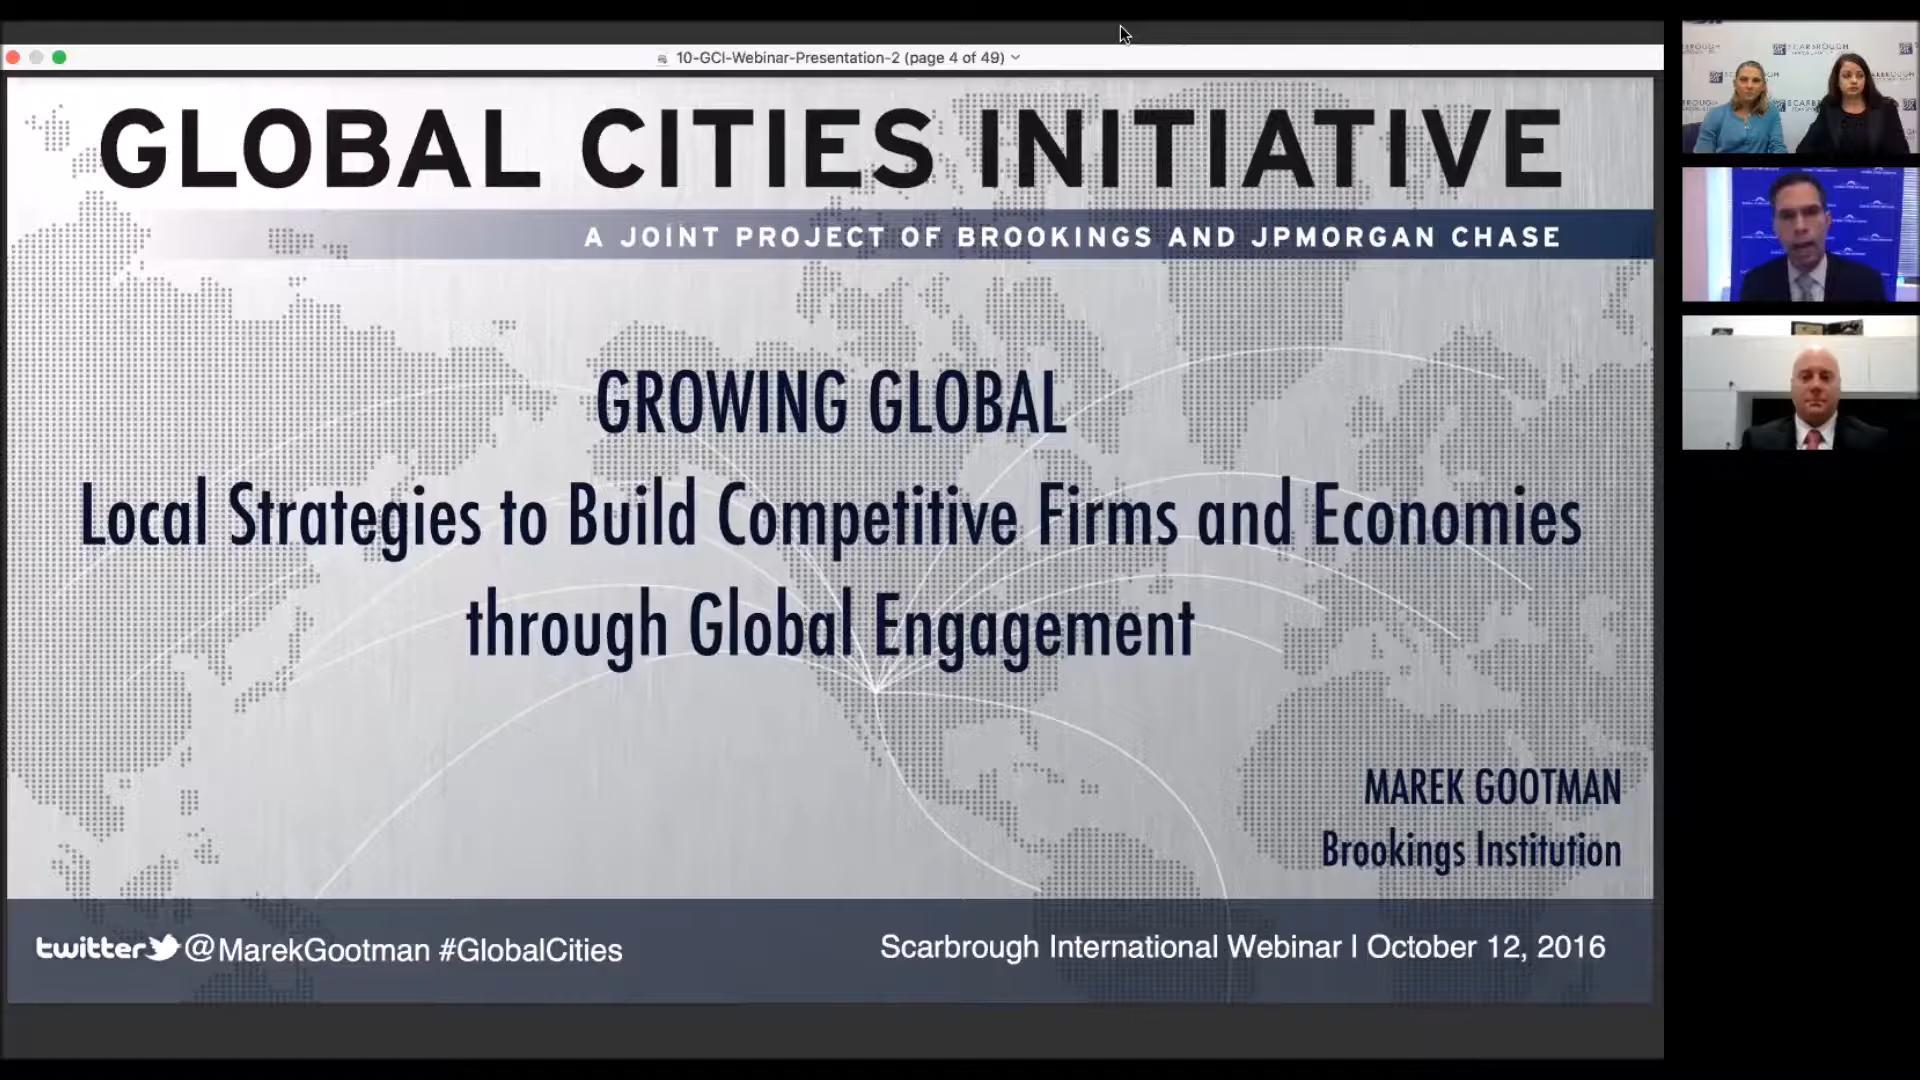 10-GCI-Webinar-Presentation-2 (page 4 of 49)
GLOBAL CITIES INITIATIVE
A JOINT PROJECT OF BROOKINGS AND JPMORGAN CHASE
GROWING GLOBAL
Local Strategies to Build Competitive Firms and Economies
through Global Engagement
MAREK GOOTMAN
Brookings Institution
twitter @MarekGootman #GlobalCities
Scarbrough International Webinar | October 12, 2016
SCARBROUGH